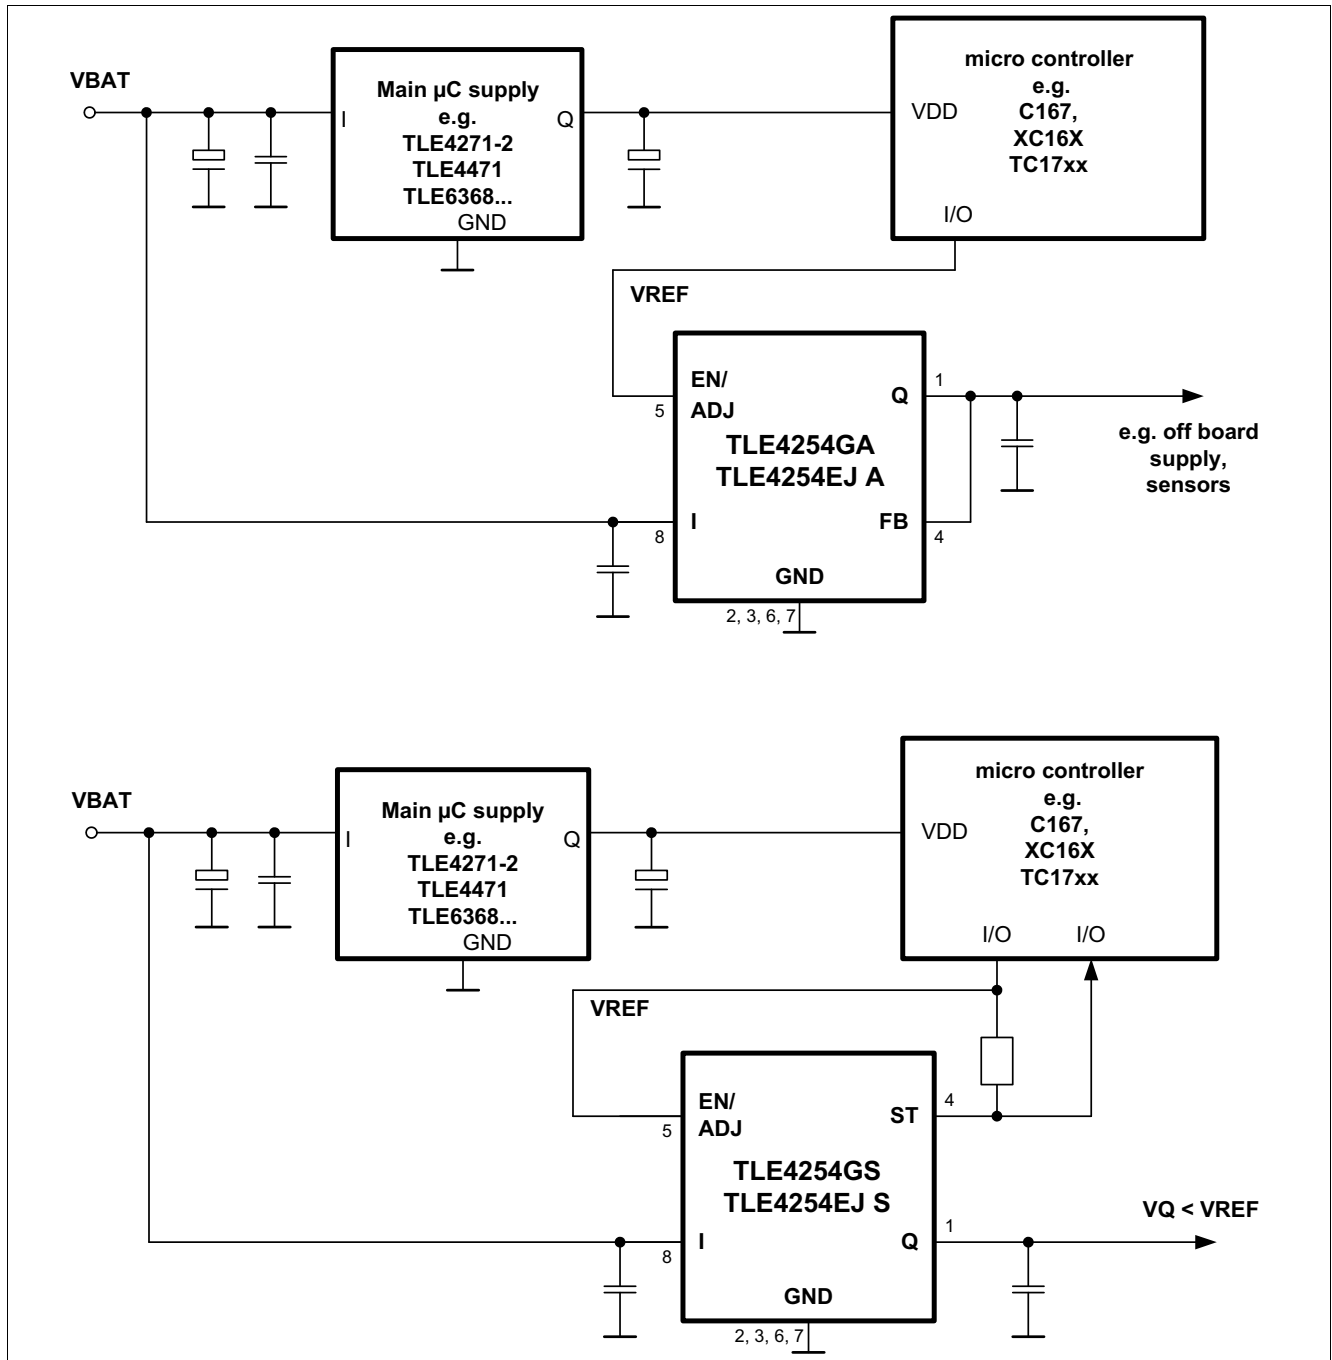 VBAT
I
Main µC supply
e.g.
TLE4271-2
TLE4471
TLE6368...
GND
Q
micro controller
e.g.
C167,
XC16X
TC17xx
VDD
I/O
VREF
EN/
ADJ
5
Q
1
TLE4254GA
TLE4254EJ A
I
8
FB
4
GND
2, 3, 6, 7
e.g. off board
supply,
sensors
VBAT
I
Main µC supply
e.g.
TLE4271-2
TLE4471
TLE6368...
GND
Q
micro controller
e.g.
C167,
XC16X
TC17xx
VDD
I/O I/O
VREF
EN/
ADJ
5
ST
4
TLE4254GS
TLE4254EJ S
I
8
Q
1
GND
2, 3, 6, 7
VQ < VREF